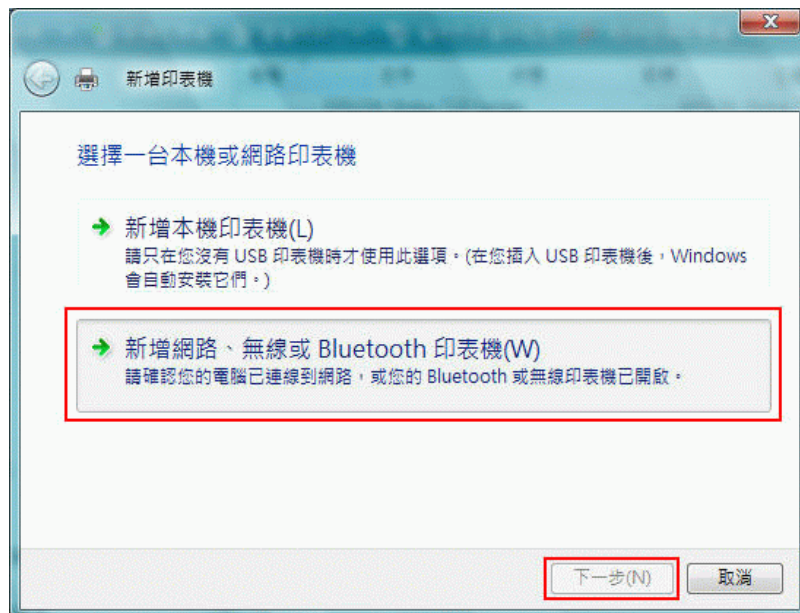 新增印表機
選擇一台本機或網路印表機
新增本機印表機(L)
請只在您沒有 USB 印表機時才使用此選項。(在您插入 USB 印表機後，Windows
會自動安裝它們。)
新增網路、無線或 Bluetooth 印表機(W)
請確認您的電腦已連線到網路，或您的 Bluetooth 或無線印表機已開啟。
下一步(N)
取消